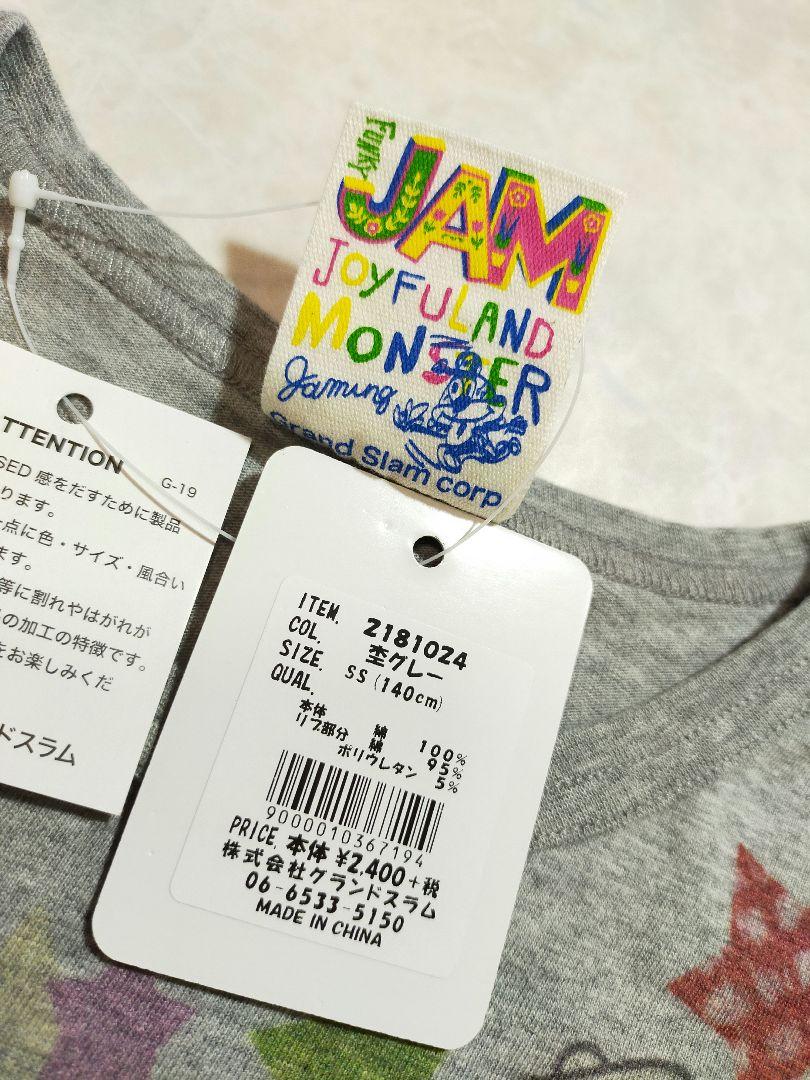 Funky
JAM
JOYFULAND
MONSTER
Jaming
Grand Slam corp
TTENTION
G-19
SED 感をだすために製品
ります。
点に色・サイズ・風合い
ます。
等に割れやはがれが
の加工の特徴です。
をお楽しみくだ
ドスラム
ITEM. 2181024
COL. 杢グレー
SIZE. SS (140cm)
QUAL.
本体 綿 100%
リブ部分 綿 95%
ポリウレタン 5%
9000010367194
PRICE. 本体 ¥2,400+税
株式会社グランドスラム
06-6533-5150
MADE IN CHINA